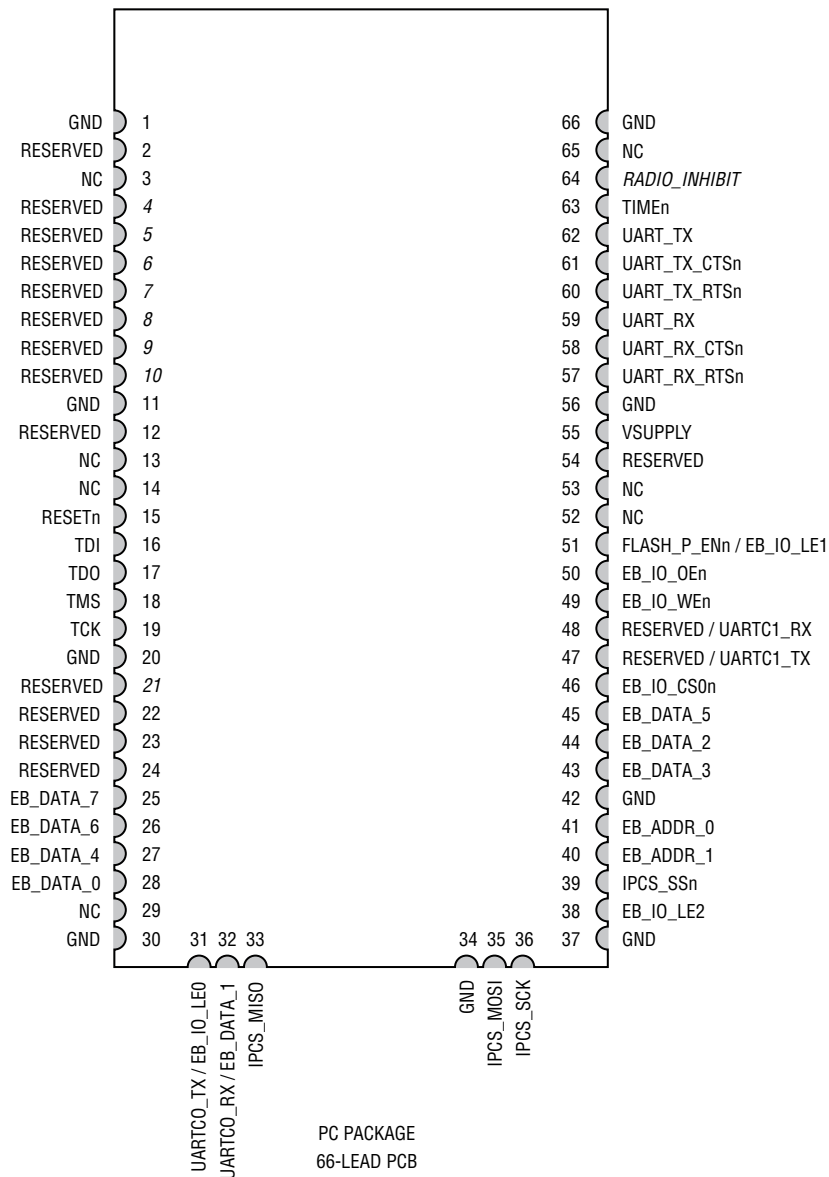 GND 1
RESERVED 2
NC 3
RESERVED 4
RESERVED 5
RESERVED 6
RESERVED 7
RESERVED 8
RESERVED 9
RESERVED 10
GND 11
RESERVED 12
NC 13
NC 14
RESETn 15
TDI 16
TDO 17
TMS 18
TCK 19
GND 20
RESERVED 21
RESERVED 22
RESERVED 23
RESERVED 24
EB_DATA_7 25
EB_DATA_6 26
EB_DATA_4 27
EB_DATA_0 28
NC 29
GND 30
31 UARTCO_TX / EB_IO_LE0
32 UARTCO_RX / EB_DATA_1
33 IPCS_MISO
34 GND
35 IPCS_MOSI
36 IPCS_SCK
66 GND
65 NC
64 RADIO_INHIBIT
63 TIMEn
62 UART_TX
61 UART_TX_CTSn
60 UART_TX_RTSn
59 UART_RX
58 UART_RX_CTSn
57 UART_RX_RTSn
56 GND
55 VSUPPLY
54 RESERVED
53 NC
52 NC
51 FLASH_P_ENn / EB_IO_LE1
50 EB_IO_OEn
49 EB_IO_WEn
48 RESERVED / UARTC1_RX
47 RESERVED / UARTC1_TX
46 EB_IO_CS0n
45 EB_DATA_5
44 EB_DATA_2
43 EB_DATA_3
42 GND
41 EB_ADDR_0
40 EB_ADDR_1
39 IPCS_SSn
38 EB_IO_LE2
37 GND
PC PACKAGE
66-LEAD PCB